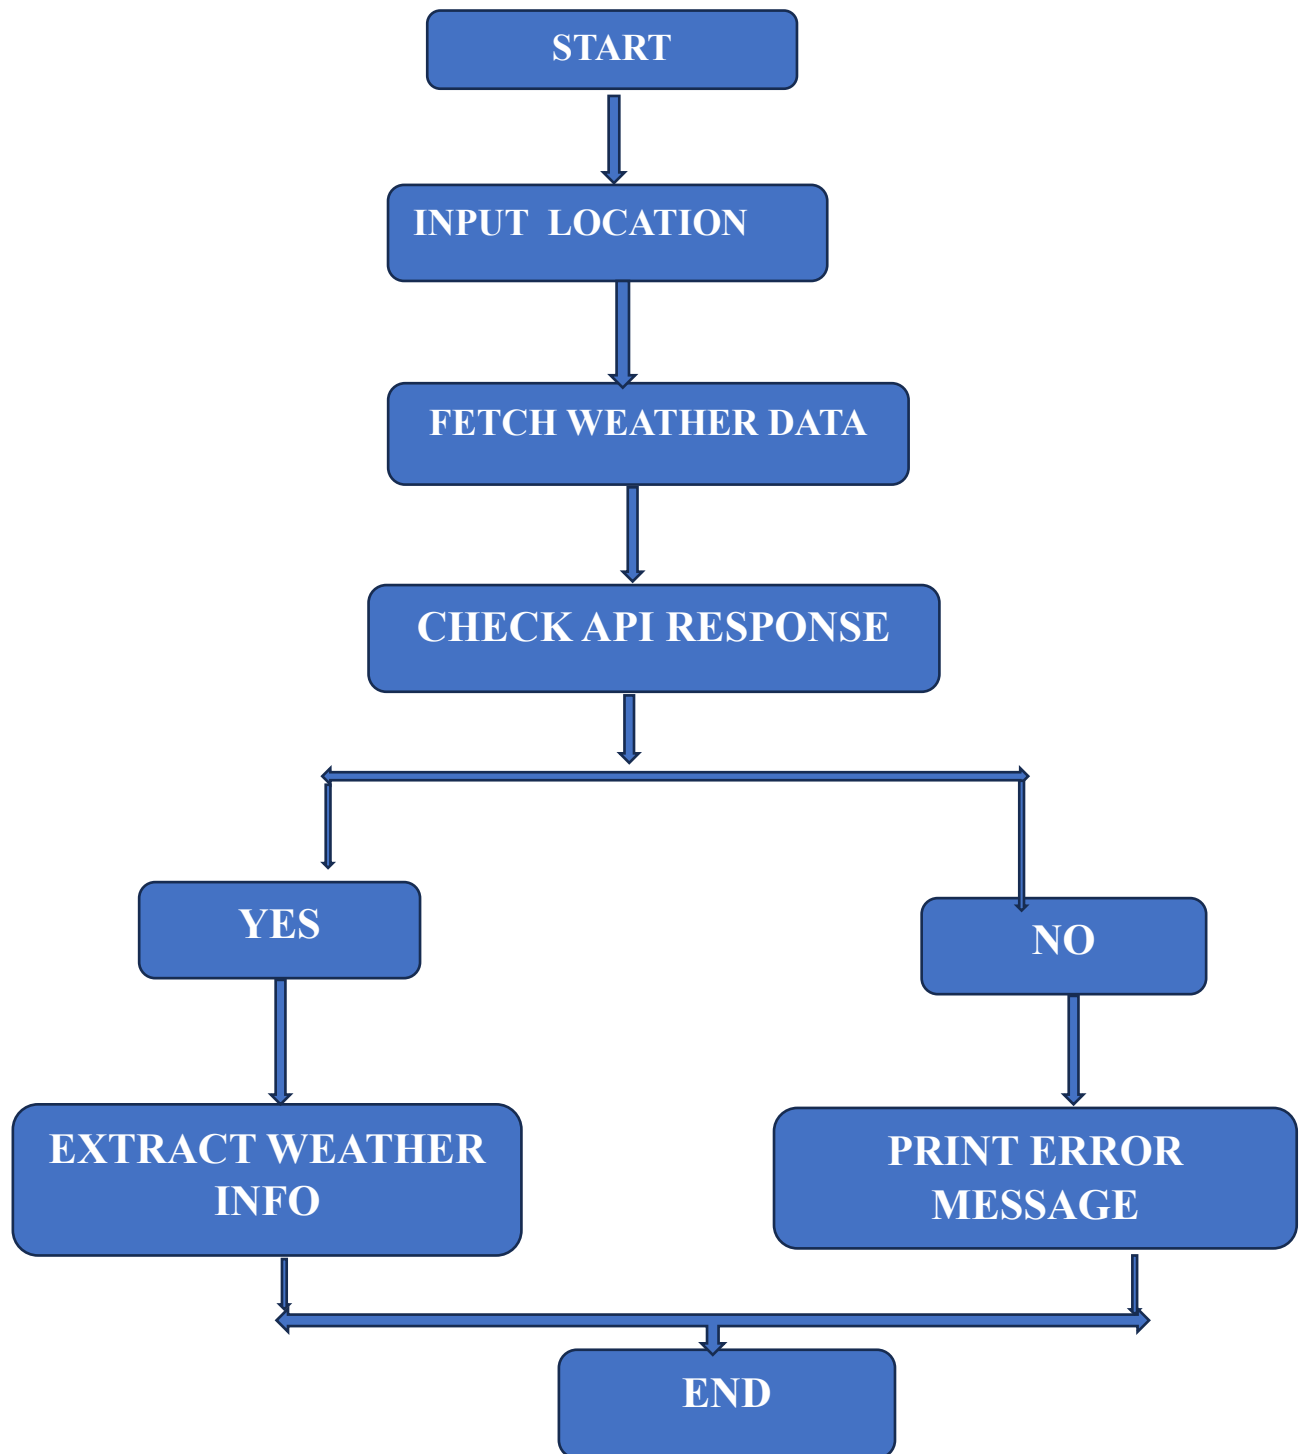 START
INPUT  LOCATION
FETCH WEATHER DATA
CHECK API RESPONSE
YES
NO
EXTRACT WEATHER
INFO
PRINT ERROR
MESSAGE
END